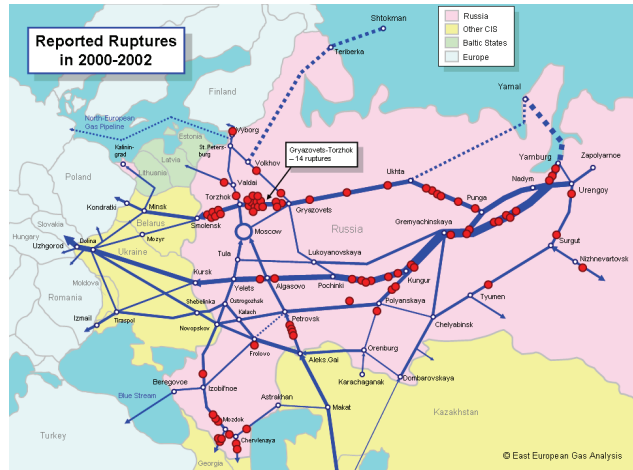 Reported Ruptures
in 2000-2002
Russia
Other CIS
Baltic States
Europe
Shtokman
Teriberka
Finland
Yamal
North-European
Gas Pipeline
Vyborg
Estonia
St. Peters-
burg
Gryazovets-Torzhok
– 14 ruptures
Yamburg
Zapolyarnoe
Kalinin-
grad
Latvia
Lithuania
Volkhov
Valdai
Ukhta
Nadym
Urengoy
Poland
Torzhok
Punga
Kondratki
Minsk
Gryazovets
Smolensk
Gremyachinskaya
Belarus
Moscow
Russia
Slovakia
Surgut
Hungary
Uzhgorod
Dolina
Mozyr
Ukraine
Tula
Lukoyanovskaya
Nizhnevartovsk
Kursk
Kungur
Moldova
Yelets
Algasovo
Pochinki
Romania
Shebelinka
Ostrogozhsk
Polyanskaya
Tyumen
Izmail
Tiraspol
Kalach
Petrovsk
Novopskov
Chelyabinsk
Frolovo
Orenburg
Aleks.Gai
Beregovoe
Izobil'noe
Karachaganak
Dombarovskaya
Blue Stream
Astrakhan
Makat
Kazakhstan
Mozdok
Chervlenaya
Turkey
Georgia
© East European Gas Analysis